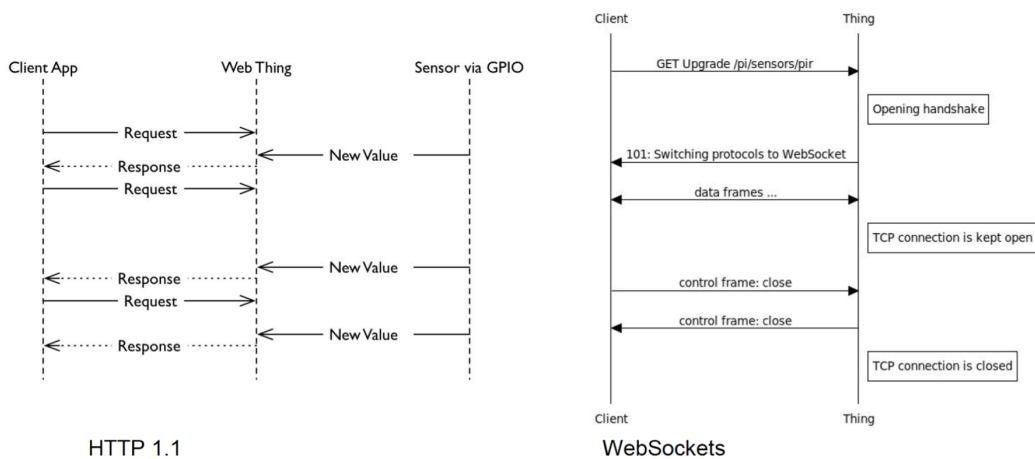 Client App
Web Thing
Sensor via GPIO
Request
New Value
Response
Request
New Value
Response
Request
New Value
Response
HTTP 1.1
Client
Thing
GET Upgrade /pi/sensors/pir
Opening handshake
101: Switching protocols to WebSocket
data frames ...
TCP connection is kept open
control frame: close
control frame: close
TCP connection is closed
Client
Thing
WebSockets